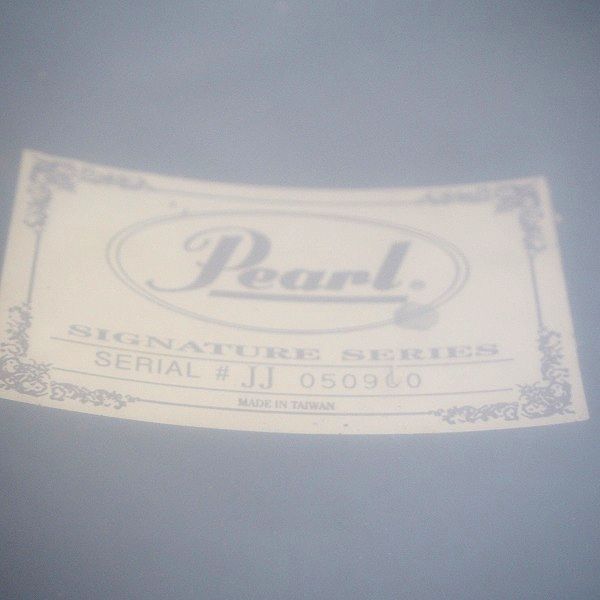 Pearl.
SIGNATURE SERIES
SERIAL # JJ
MADE IN TAIWAN